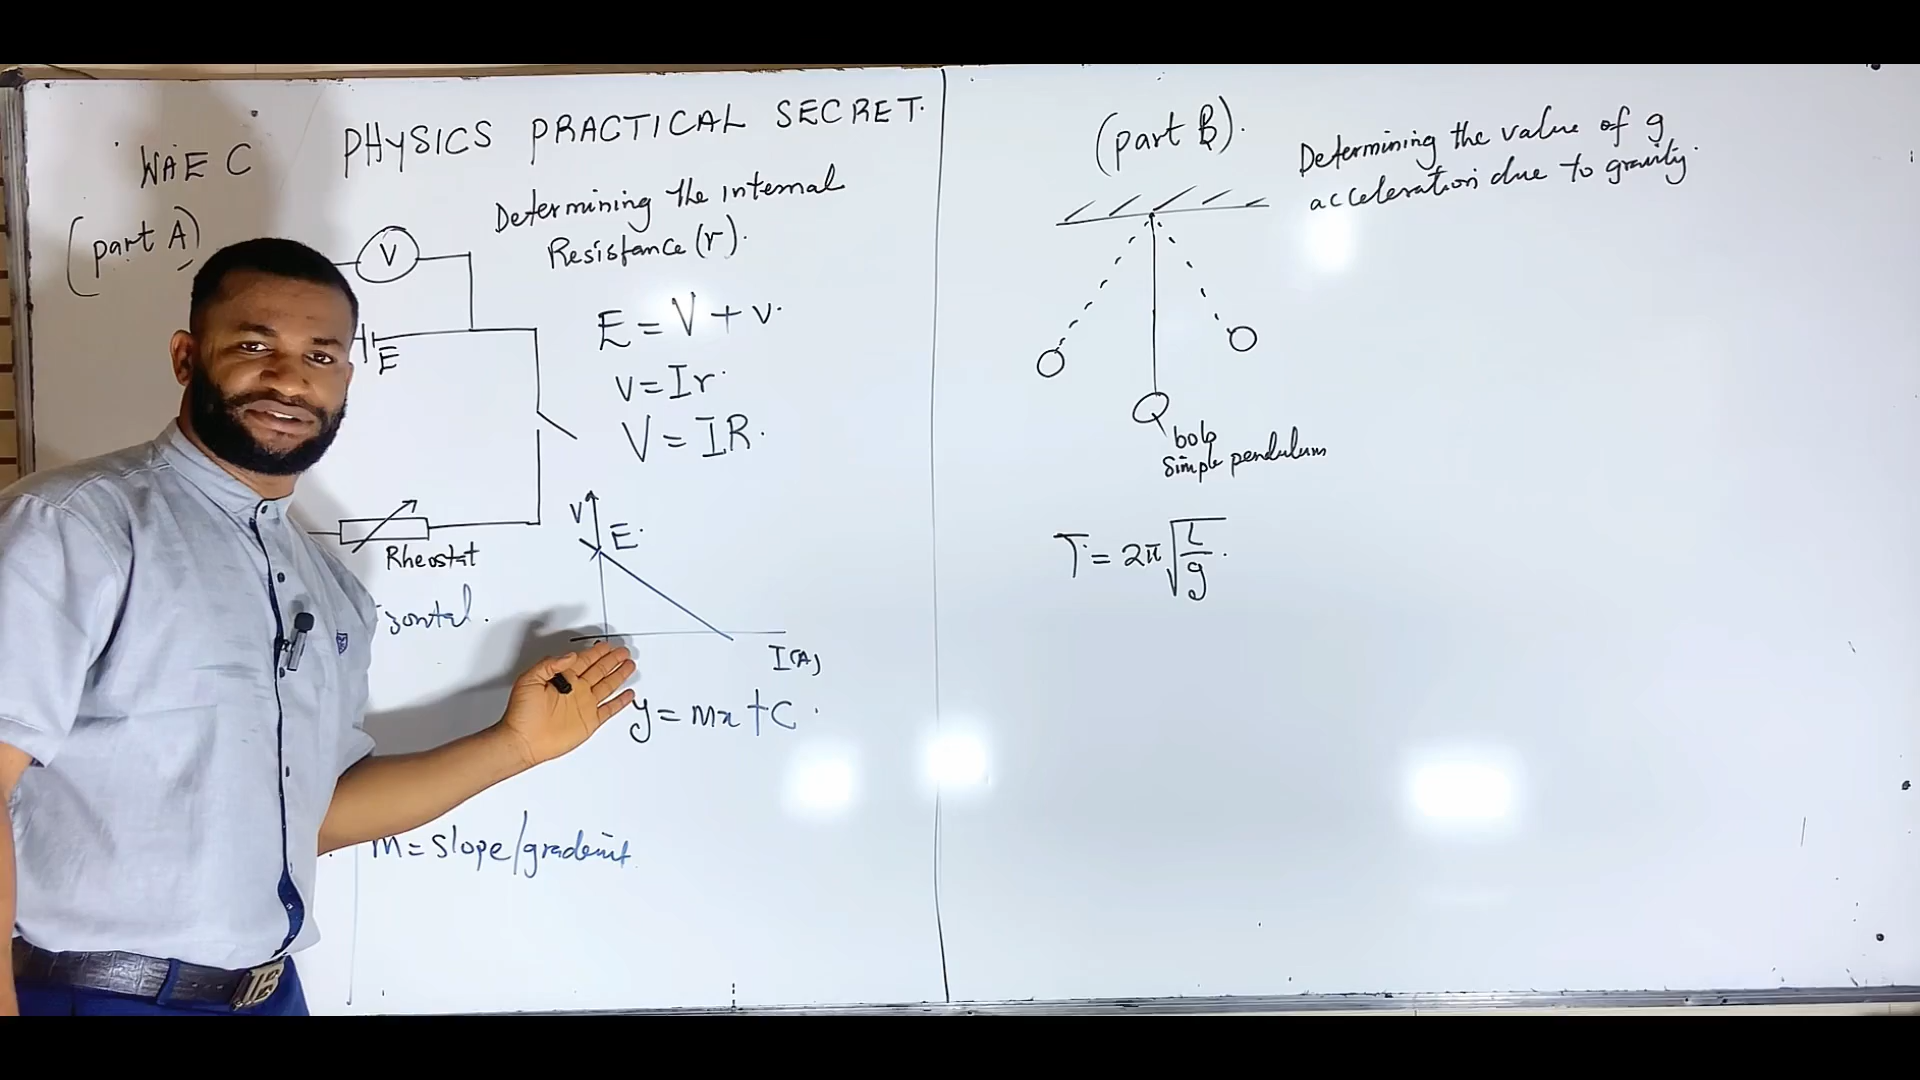 WAEC PHYSICS PRACTICAL SECRET.
(part A)
Determining the internal
Resistance (r).
V
E
Rheostat
E = V + v.
v = Ir.
V = IR.
V
E.
I(A)
y = mx + C.
m = slope/gradient
(part B).
Determining the value of g,
acceleration due to gravity.
bob
simple pendulum
T = 2π√(L/g).